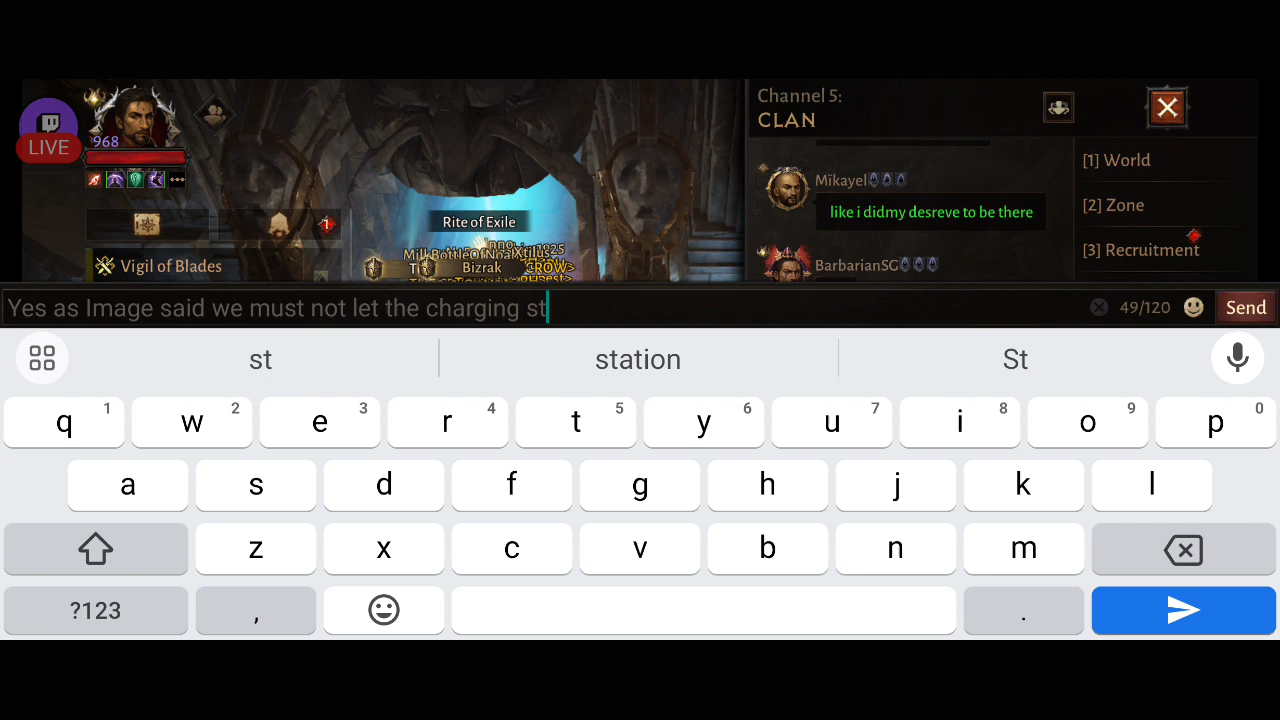 LIVE
968
1
Vigil of Blades
Rite of Exile
Bizrak
Channel 5:
CLAN
Mīkayel
like i didmy desreve to be there
BarbarianSG
[1] World
[2] Zone
[3] Recruitment
Yes as Image said we must not let the charging st
49/120
Send
st station St
q 1 w 2 e 3 r 4 t 5 y 6 u 7 i 8 o 9 p 0
a s d f g h j k l
z x c v b n m
?123 , .